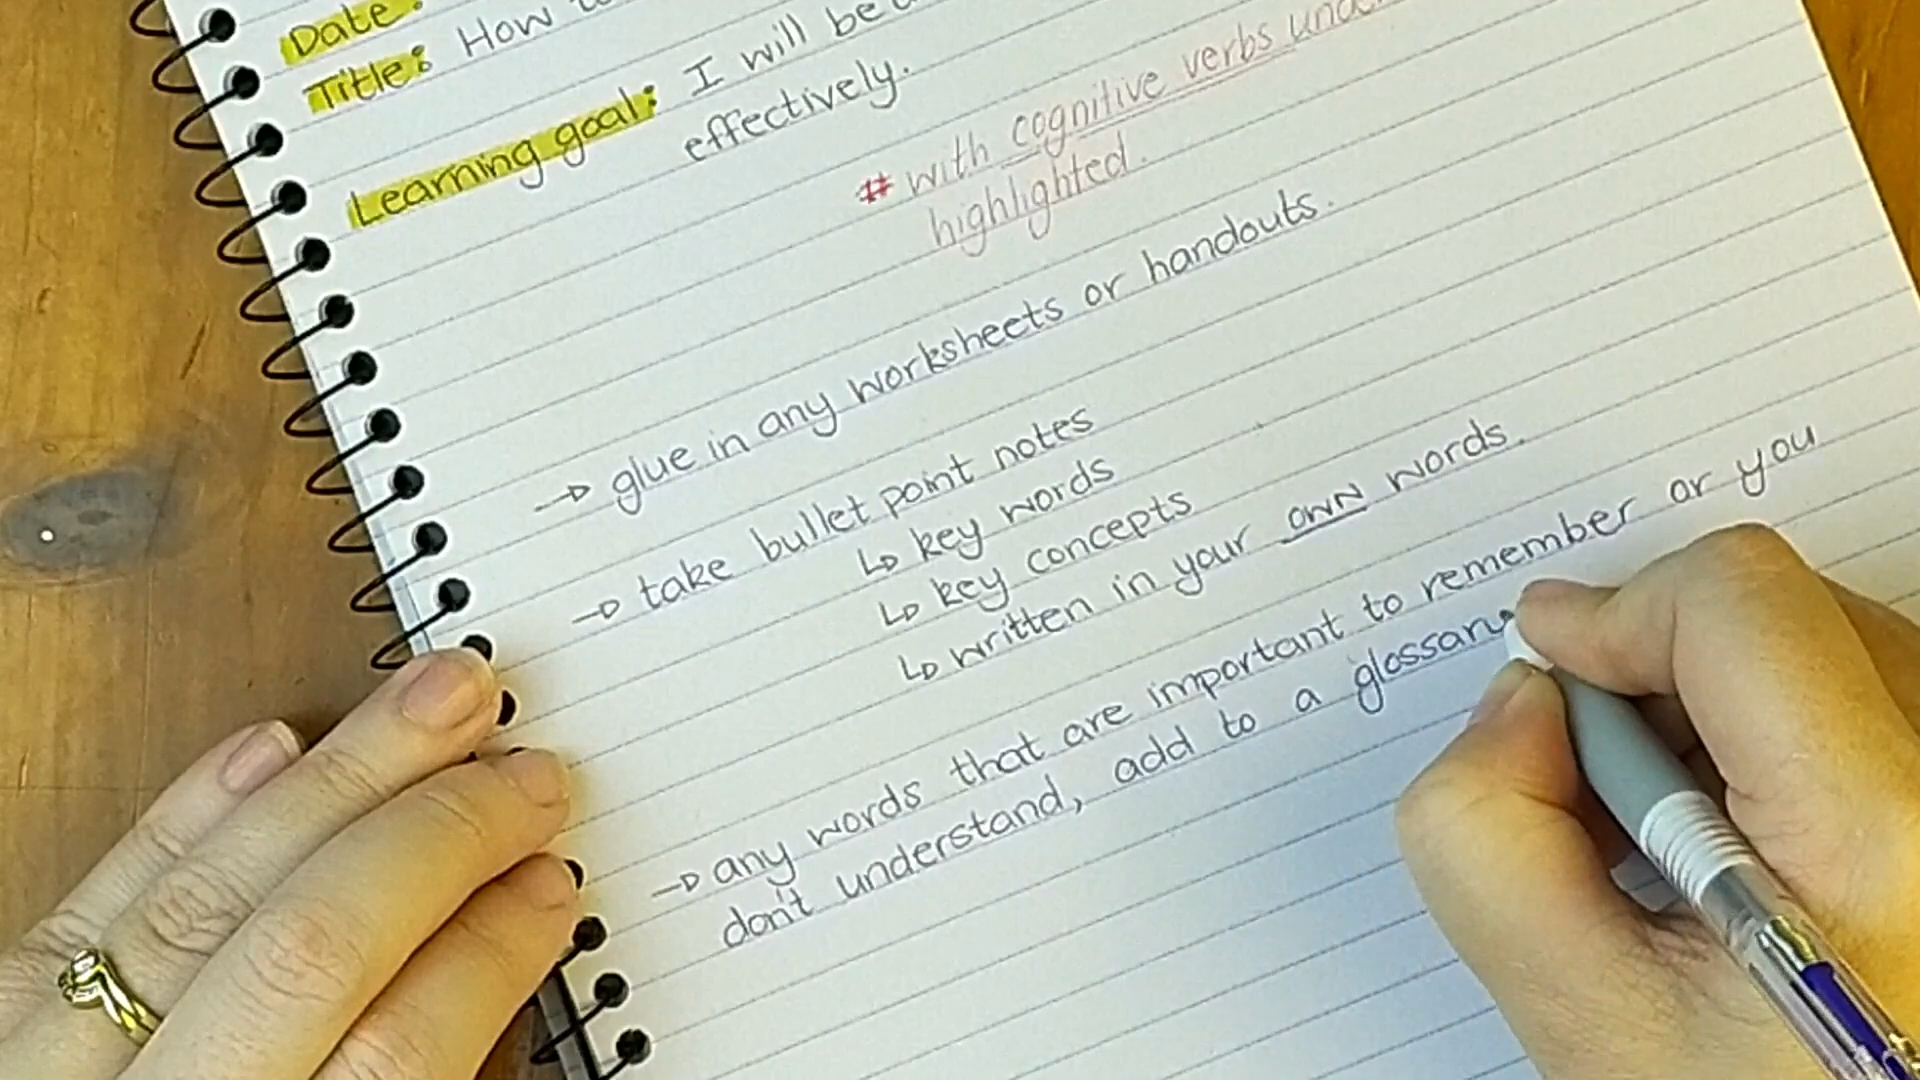 Date:
Title: How
Learning goal: I will be
effectively.
# with cognitive verbs
highlighted.
→ glue in any worksheets or handouts.
→ take bullet point notes
↳ key words
↳ key concepts
↳ written in your own words.
→ any words that are important to remember or you
don't understand, add to a glossary